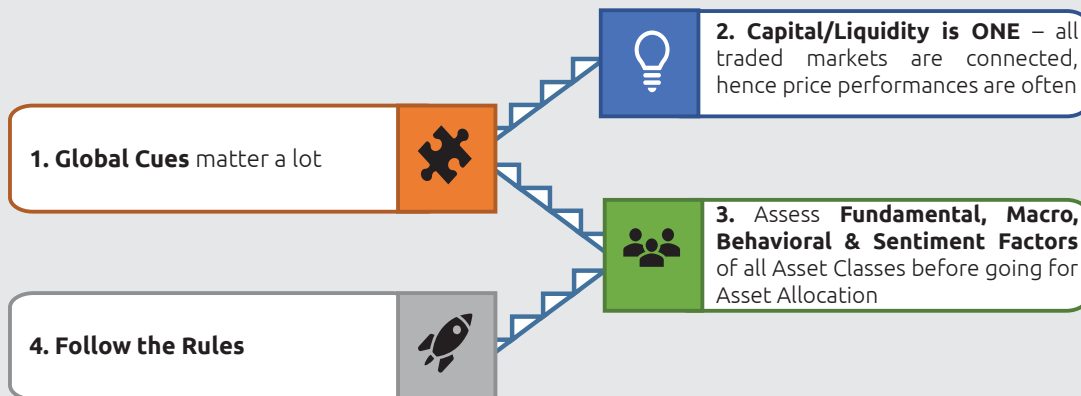 1. Global Cues matter a lot
2. Capital/Liquidity is ONE – all
traded markets are connected,
hence price performances are often
3. Assess Fundamental, Macro,
Behavioral & Sentiment Factors
of all Asset Classes before going for
Asset Allocation
4. Follow the Rules